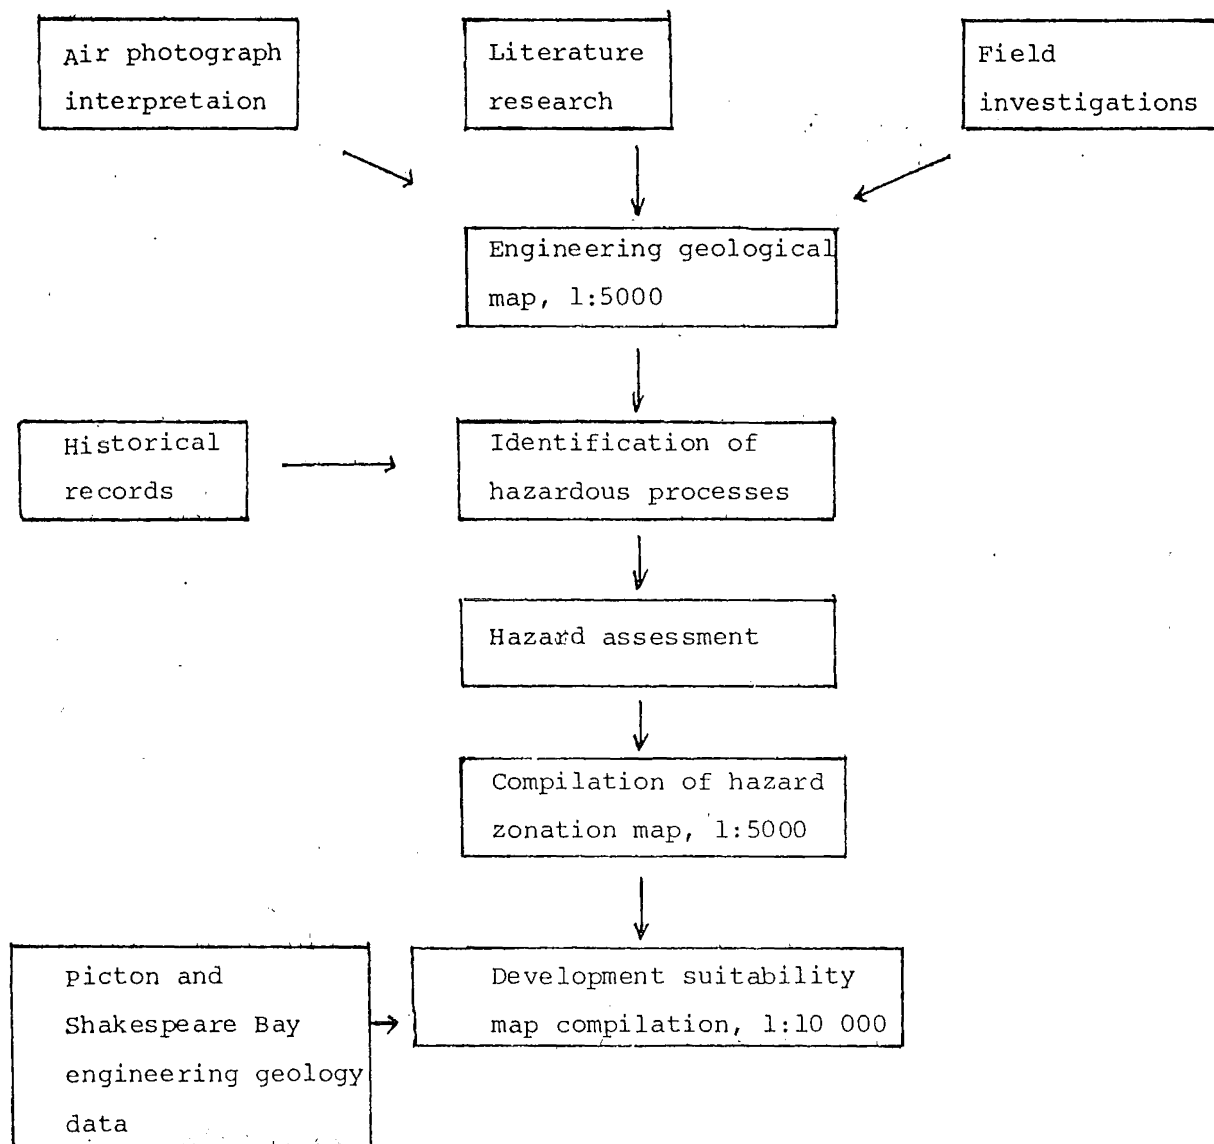 Air photograph
interpretaion
Literature
research
Field
investigations
Engineering geological
map, 1:5000
Historical
records
Identification of
hazardous processes
Hazard assessment
Compilation of hazard
zonation map, 1:5000
Picton and
Shakespeare Bay
engineering geology
data
Development suitability
map compilation, 1:10 000